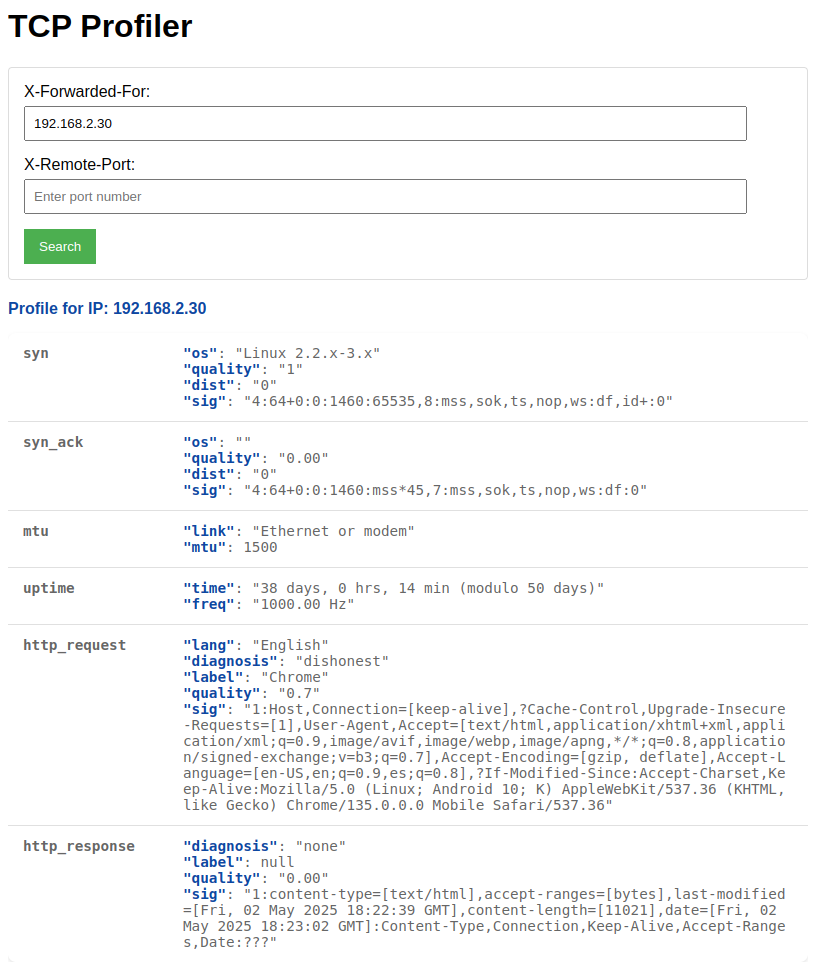 TCP Profiler
X-Forwarded-For:
192.168.2.30
X-Remote-Port:
Enter port number
Search
Profile for IP: 192.168.2.30
syn
"os": "Linux 2.2.x-3.x"
"quality": "1"
"dist": "0"
"sig": "4:64+0:0:1460:65535,8:mss,sok,ts,nop,ws:df,id+:0"
syn_ack
"os": ""
"quality": "0.00"
"dist": "0"
"sig": "4:64+0:0:1460:mss*45,7:mss,sok,ts,nop,ws:df:0"
mtu
"link": "Ethernet or modem"
"mtu": 1500
uptime
"time": "38 days, 0 hrs, 14 min (modulo 50 days)"
"freq": "1000.00 Hz"
http_request
"lang": "English"
"diagnosis": "dishonest"
"label": "Chrome"
"quality": "0.7"
"sig": "1:Host,Connection=[keep-alive],?Cache-Control,Upgrade-Insecure
-Requests=[1],User-Agent,Accept=[text/html,application/xhtml+xml,appli
cation/xml;q=0.9,image/avif,image/webp,image/apng,*/*;q=0.8,applicatio
n/signed-exchange;v=b3;q=0.7],Accept-Encoding=[gzip, deflate],Accept-L
anguage=[en-US,en;q=0.9,es;q=0.8],?If-Modified-Since:Accept-Charset,Ke
ep-Alive:Mozilla/5.0 (Linux; Android 10; K) AppleWebKit/537.36 (KHTML,
like Gecko) Chrome/135.0.0.0 Mobile Safari/537.36"
http_response
"diagnosis": "none"
"label": null
"quality": "0.00"
"sig": "1:content-type=[text/html],accept-ranges=[bytes],last-modified
=[Fri, 02 May 2025 18:22:39 GMT],content-length=[11021],date=[Fri, 02
May 2025 18:23:02 GMT]:Content-Type,Connection,Keep-Alive,Accept-Range
s,Date:???"